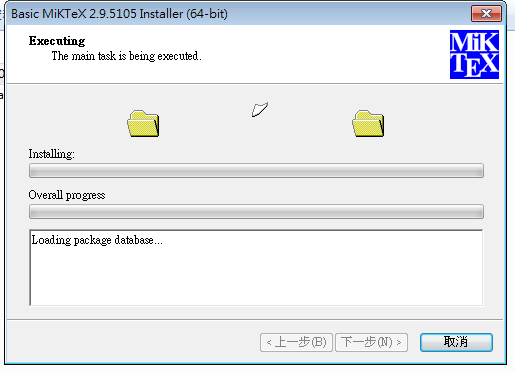 Basic MiKTeX 2.9.5105 Installer (64-bit)
Executing
The main task is being executed.
MiK
TEX
Installing:
Overall progress
Loading package database...
< 上一步(B)
下一步(N) >
取消